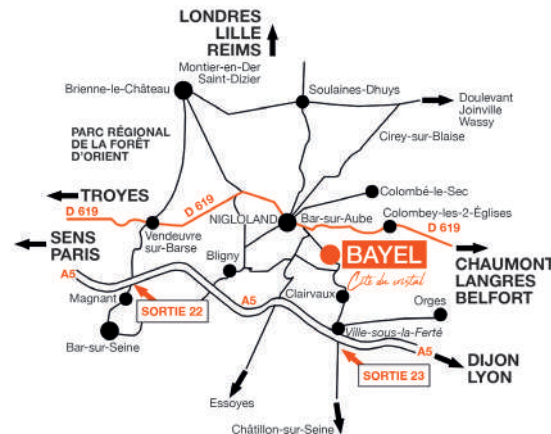 LONDRES
LILLE
REIMS
Montier-en-Der
Saint-Dizier
Brienne-le-Château
Soulaines-Dhuys
Doulevant
Joinville
Wassy
Cirey-sur-Blaise
PARC RÉGIONAL
DE LA FORÊT
D'ORIENT
TROYES
D 619
D 619
Colombé-le-Sec
NIGLOLAND
Bar-sur-Aube
Colombey-les-2-Églises
D 619
Vendeuvre
sur-Barse
SENS
PARIS
Bligny
BAYEL
Cité du cristal
CHAUMONT
LANGRES
BELFORT
A5
Magnant
SORTIE 22
A5
Clairvaux
Orges
Bar-sur-Seine
Ville-sous-la-Ferté
A5
SORTIE 23
DIJON
LYON
Essoyes
Châtillon-sur-Seine